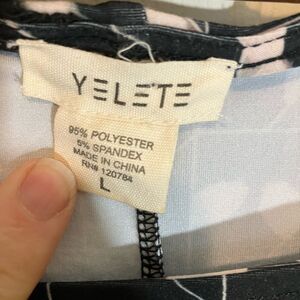 YELETE
95% POLYESTER
5% SPANDEX
MADE IN CHINA
RN# 120784
L